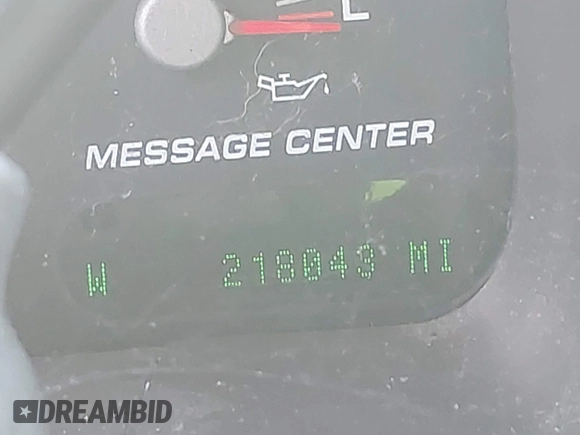 L
MESSAGE CENTER
W 218043 MI
DREAMBID